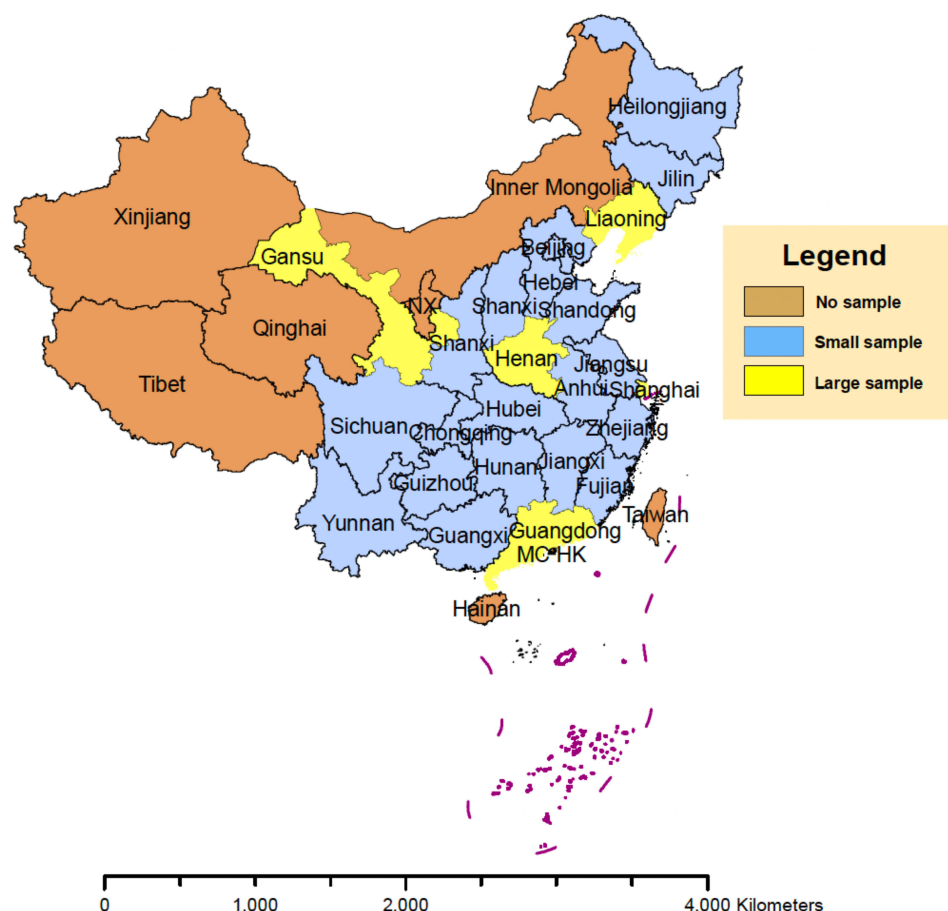 Heilongjiang
Jilin
Inner Mongolia
Liaoning
Xinjiang
Gansu
Beijing
Legend
Hebei
NX
Shanxi
Shandong
No sample
Qinghai
Shanxi
Small sample
Henan
Jiangsu
Tibet
Anhui
Shanghai
Large sample
Hubei
Sichuan
Chongqing
Zhejiang
Hunan
Jiangxi
Guizhou
Fujian
Yunnan
Guangxi
Guangdong
Taiwan
MC HK
Hainan
0 1,000 2,000 4,000 Kilometers